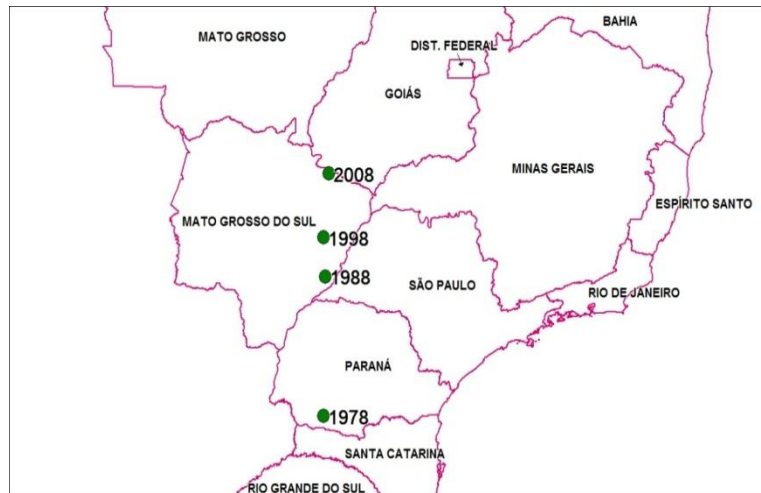 BAHIA
MATO GROSSO
DIST. FEDERAL
GOIÁS
MINAS GERAIS
2008
ESPÍRITO SANTO
MATO GROSSO DO SUL
1998
1988
SÃO PAULO
RIO DE JANEIRO
PARANÁ
1978
SANTA CATARINA
RIO GRANDE DO SUL